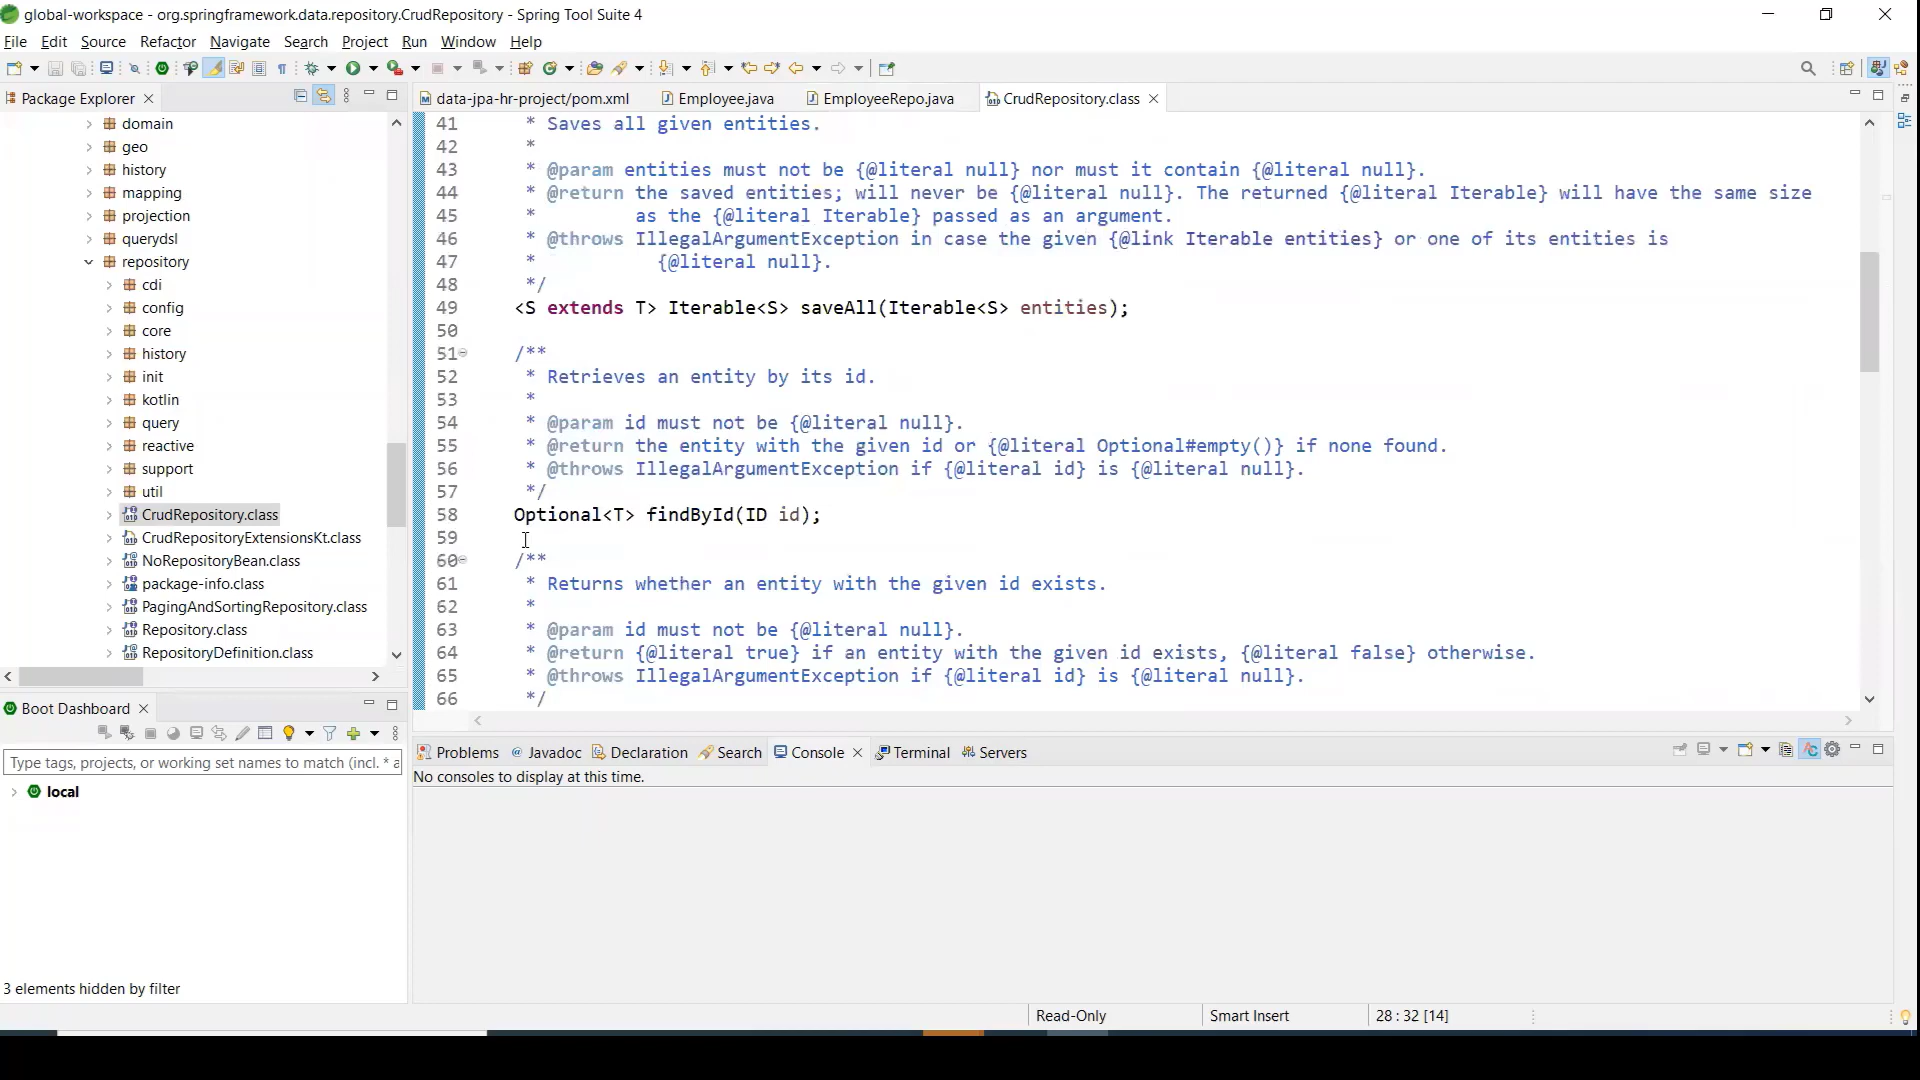 global-workspace - org.springframework.data.repository.CrudRepository - Spring Tool Suite 4
File Edit Source Refactor Navigate Search Project Run Window Help
Package Explorer
domain
geo
history
mapping
projection
querydsl
repository
cdi
config
core
history
init
kotlin
query
reactive
support
util
CrudRepository.class
CrudRepositoryExtensionsKt.class
NoRepositoryBean.class
package-info.class
PagingAndSortingRepository.class
Repository.class
RepositoryDefinition.class
Boot Dashboard
Type tags, projects, or working set names to match (incl. * a
local
3 elements hidden by filter
data-jpa-hr-project/pom.xml Employee.java EmployeeRepo.java CrudRepository.class
41 * Saves all given entities.
42 *
43 * @param entities must not be {@literal null} nor must it contain {@literal null}.
44 * @return the saved entities; will never be {@literal null}. The returned {@literal Iterable} will have the same size
45 * as the {@literal Iterable} passed as an argument.
46 * @throws IllegalArgumentException in case the given {@link Iterable entities} or one of its entities is
47 * {@literal null}.
48 */
49 <S extends T> Iterable<S> saveAll(Iterable<S> entities);
50
51 /**
52 * Retrieves an entity by its id.
53 *
54 * @param id must not be {@literal null}.
55 * @return the entity with the given id or {@literal Optional#empty()} if none found.
56 * @throws IllegalArgumentException if {@literal id} is {@literal null}.
57 */
58 Optional<T> findById(ID id);
59
60 /**
61 * Returns whether an entity with the given id exists.
62 *
63 * @param id must not be {@literal null}.
64 * @return {@literal true} if an entity with the given id exists, {@literal false} otherwise.
65 * @throws IllegalArgumentException if {@literal id} is {@literal null}.
66 */
Problems Javadoc Declaration Search Console Terminal Servers
No consoles to display at this time.
Read-Only Smart Insert 28 : 32 [14]